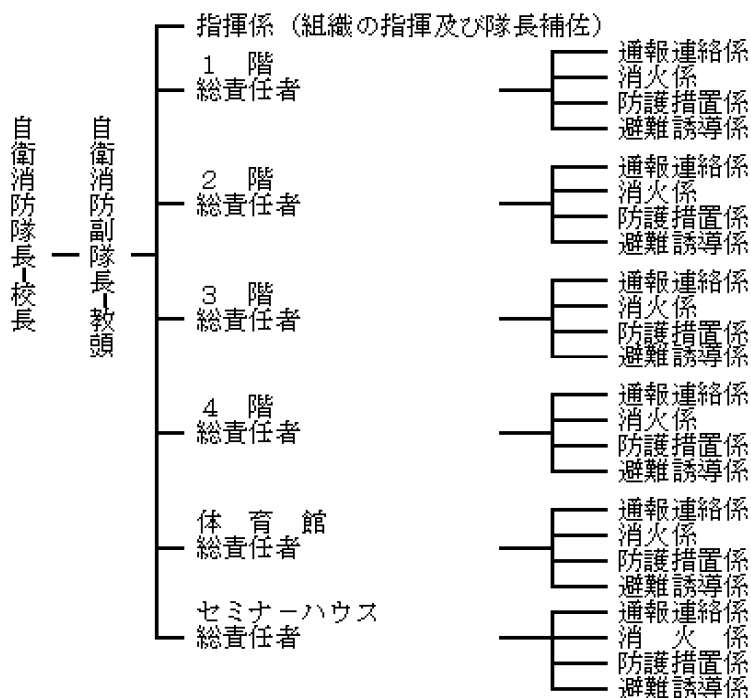 自衛消防隊長-校長
自衛消防副隊長-教頭
指揮係（組織の指揮及び隊長補佐）
1　階
総責任者
通報連絡係
消火係
防護措置係
避難誘導係
2　階
総責任者
通報連絡係
消火係
防護措置係
避難誘導係
3　階
総責任者
通報連絡係
消火係
防護措置係
避難誘導係
4　階
総責任者
通報連絡係
消火係
防護措置係
避難誘導係
体　育　館
総責任者
通報連絡係
消火係
防護措置係
避難誘導係
セミナーハウス
総責任者
通報連絡係
消　火　係
防護措置係
避難誘導係